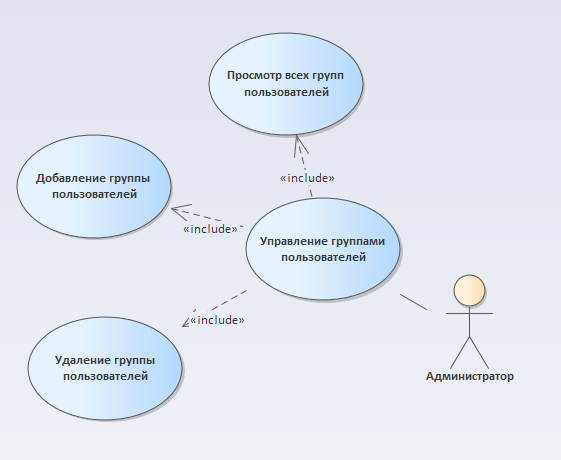 Просмотр всех групп
пользователей
Добавление группы
пользователей
«include»
«include»
Управление группами
пользователей
«include»
Удаление группы
пользователей
Администратор